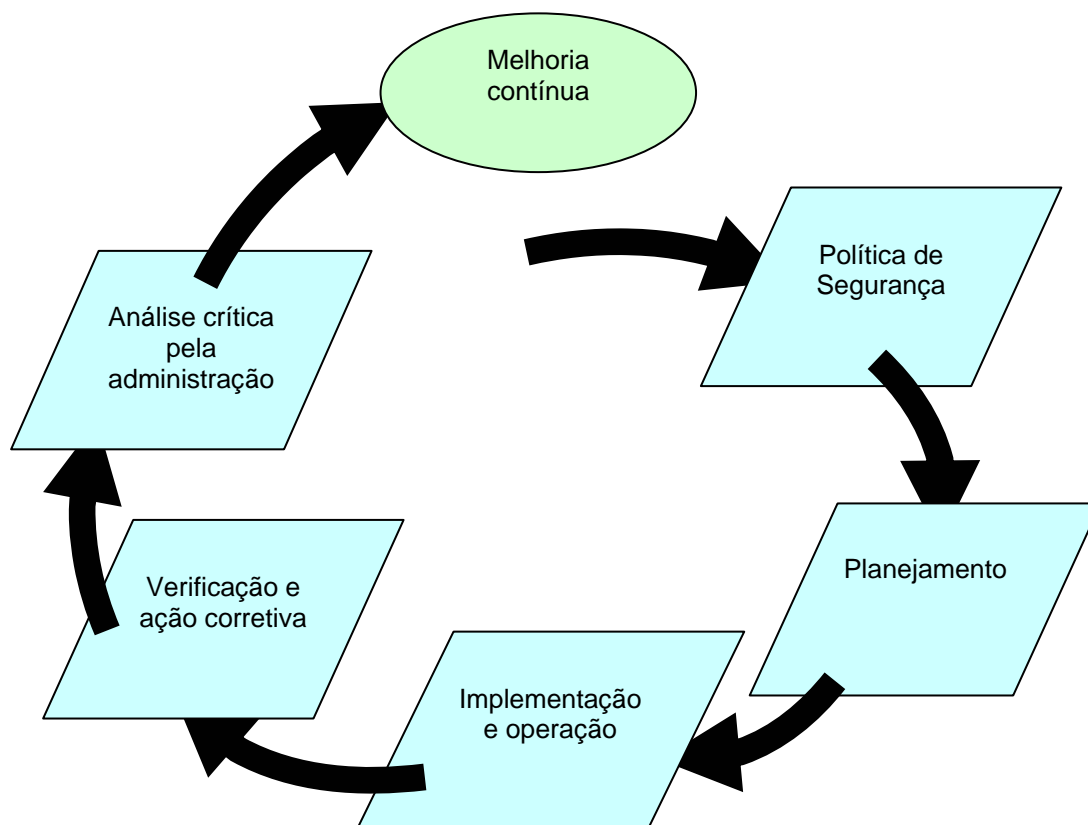 Melhoria
contínua
Política de
Segurança
Planejamento
Implementação
e operação
Verificação e
ação corretiva
Análise crítica
pela
administração